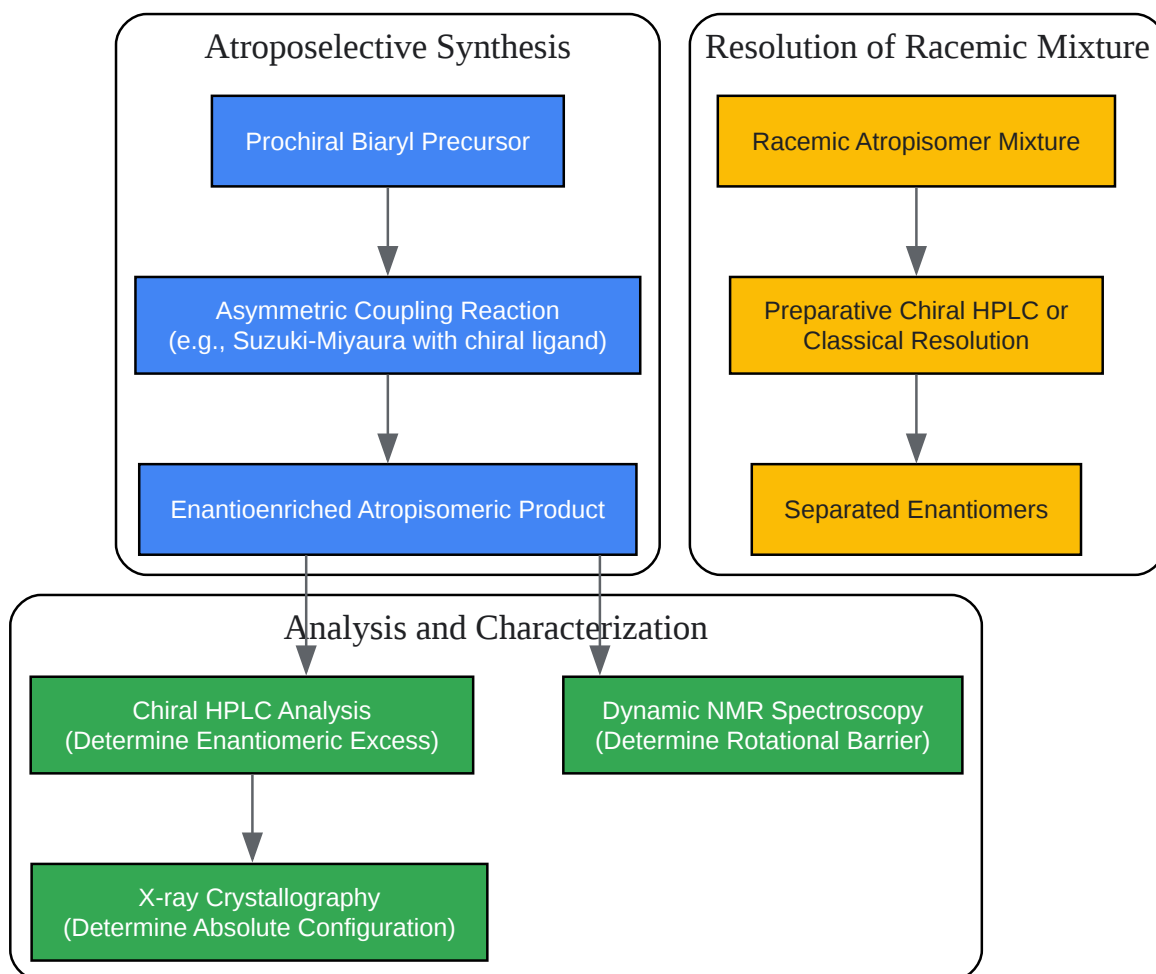 Atroposelective Synthesis
Prochiral Biaryl Precursor
Asymmetric Coupling Reaction
(e.g., Suzuki-Miyaura with chiral ligand)
Enantioenriched Atropisomeric Product
Resolution of Racemic Mixture
Racemic Atropisomer Mixture
Preparative Chiral HPLC or
Classical Resolution
Separated Enantiomers
Analysis and Characterization
Chiral HPLC Analysis
(Determine Enantiomeric Excess)
Dynamic NMR Spectroscopy
(Determine Rotational Barrier)
X-ray Crystallography
(Determine Absolute Configuration)